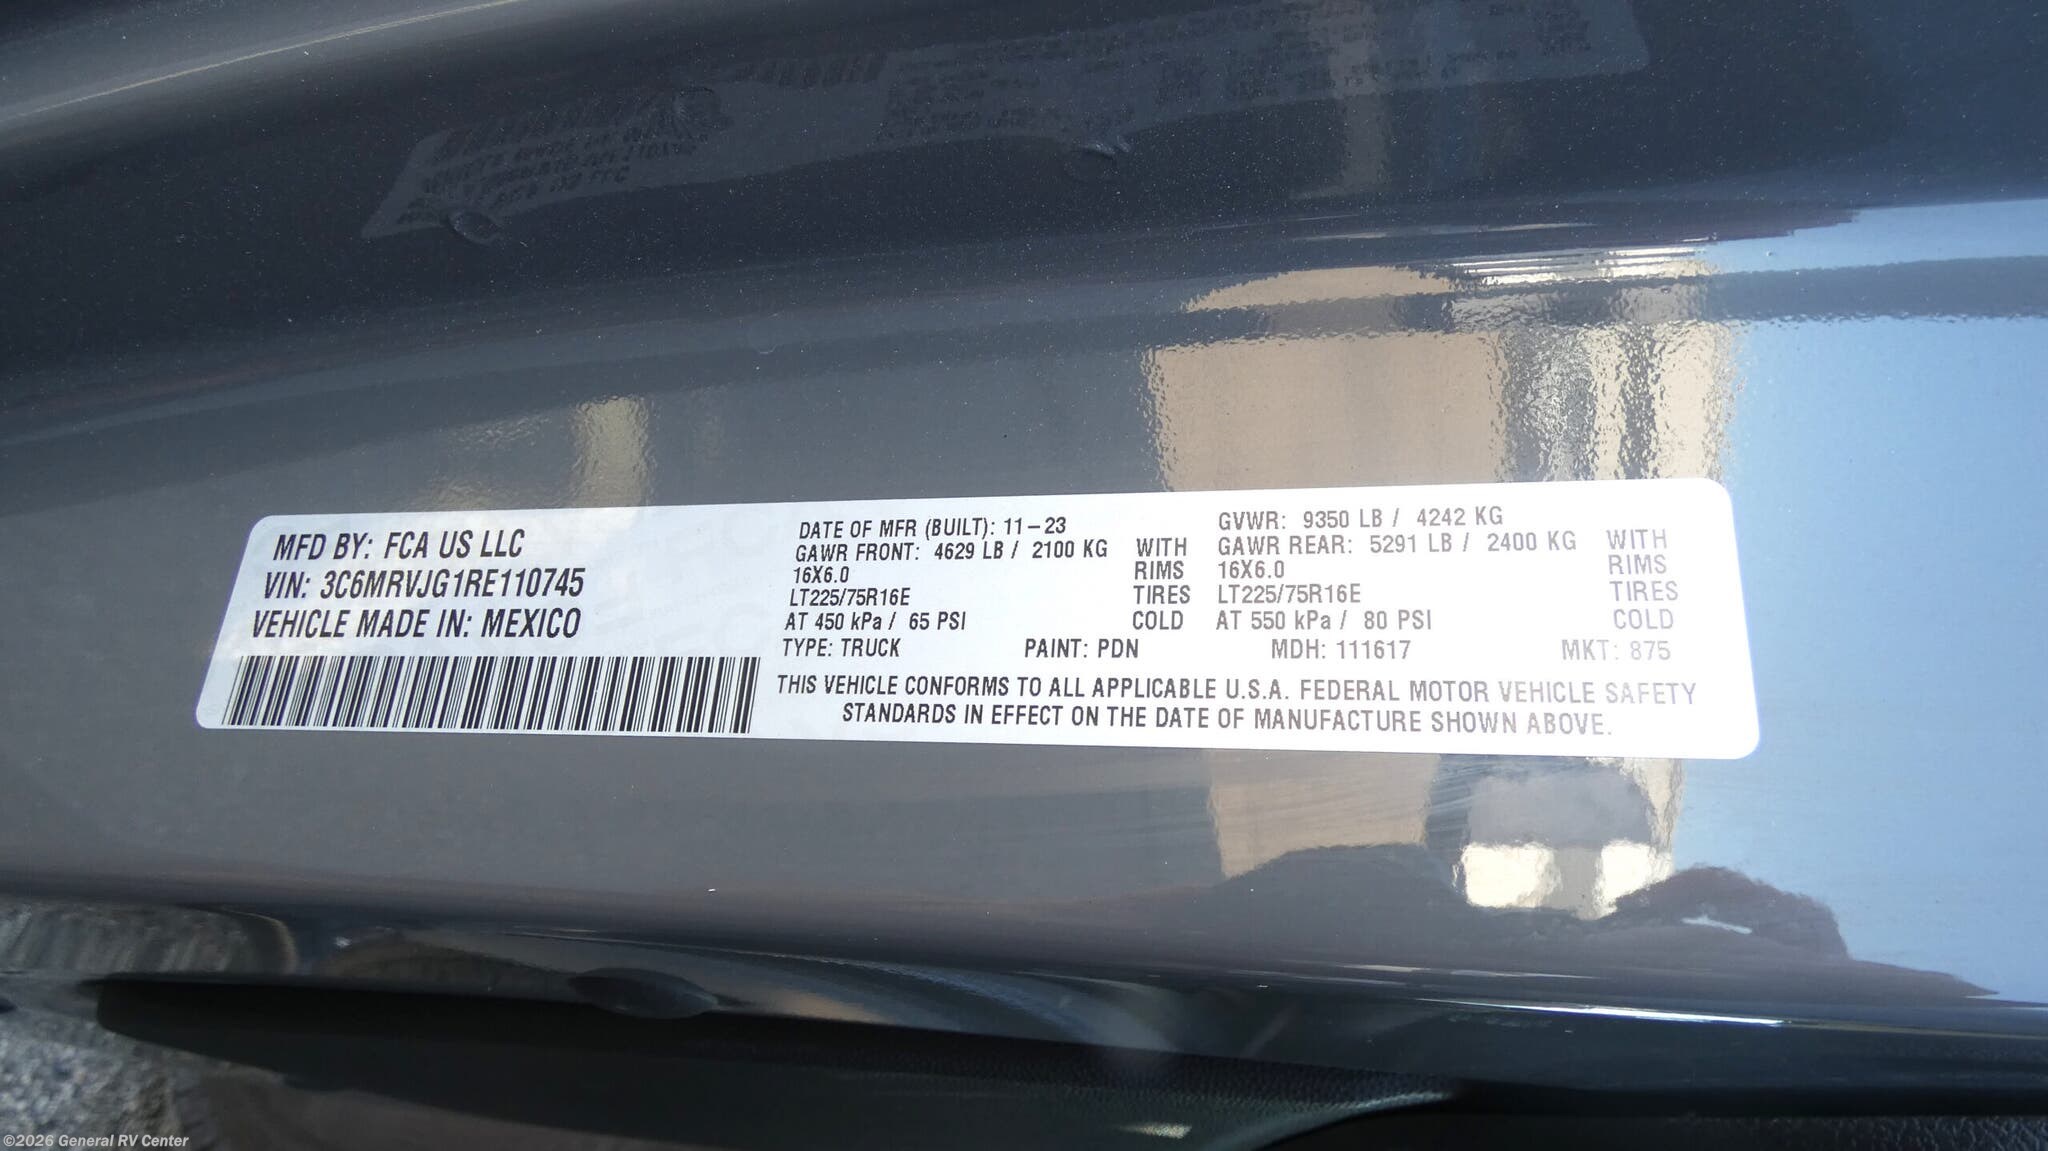 MFD BY: FCA US LLC
VIN: 3C6MRVJG1RE110745
VEHICLE MADE IN: MEXICO
DATE OF MFR (BUILT): 11-23 GVWR: 9350 LB / 4242 KG
GAWR FRONT: 4629 LB / 2100 KG WITH GAWR REAR: 5291 LB / 2400 KG WITH
16X6.0 RIMS 16X6.0 RIMS
LT225/75R16E TIRES LT225/75R16E TIRES
AT 450 kPa / 65 PSI COLD AT 550 kPa / 80 PSI COLD
TYPE: TRUCK PAINT: PDN MDH: 111617 MKT: 875
THIS VEHICLE CONFORMS TO ALL APPLICABLE U.S.A. FEDERAL MOTOR VEHICLE SAFETY
STANDARDS IN EFFECT ON THE DATE OF MANUFACTURE SHOWN ABOVE.
©2026 General RV Center